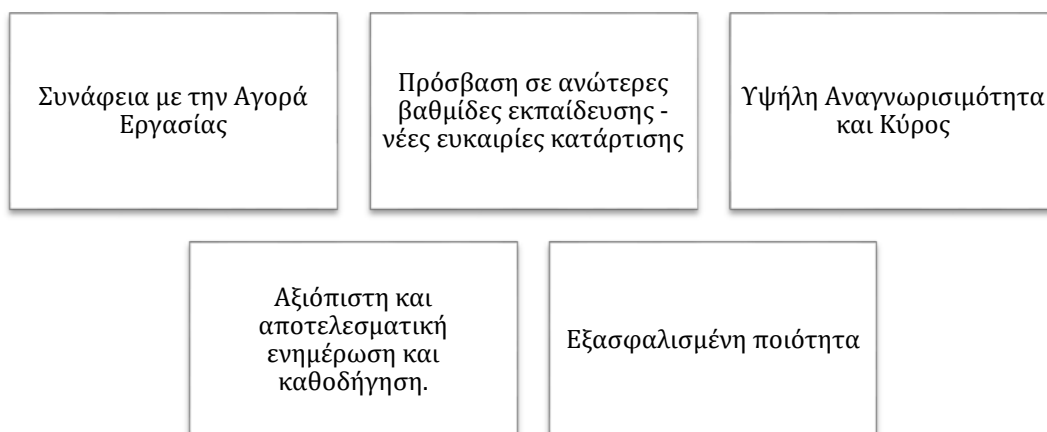 Συνάφεια με την Αγορά
Εργασίας
Πρόσβαση σε ανώτερες
βαθμίδες εκπαίδευσης -
νέες ευκαιρίες κατάρτισης
Υψήλη Αναγνωρισιμότητα
και Κύρος
Αξιόπιστη και
αποτελεσματική
ενημέρωση και
καθοδήγηση.
Εξασφαλισμένη ποιότητα